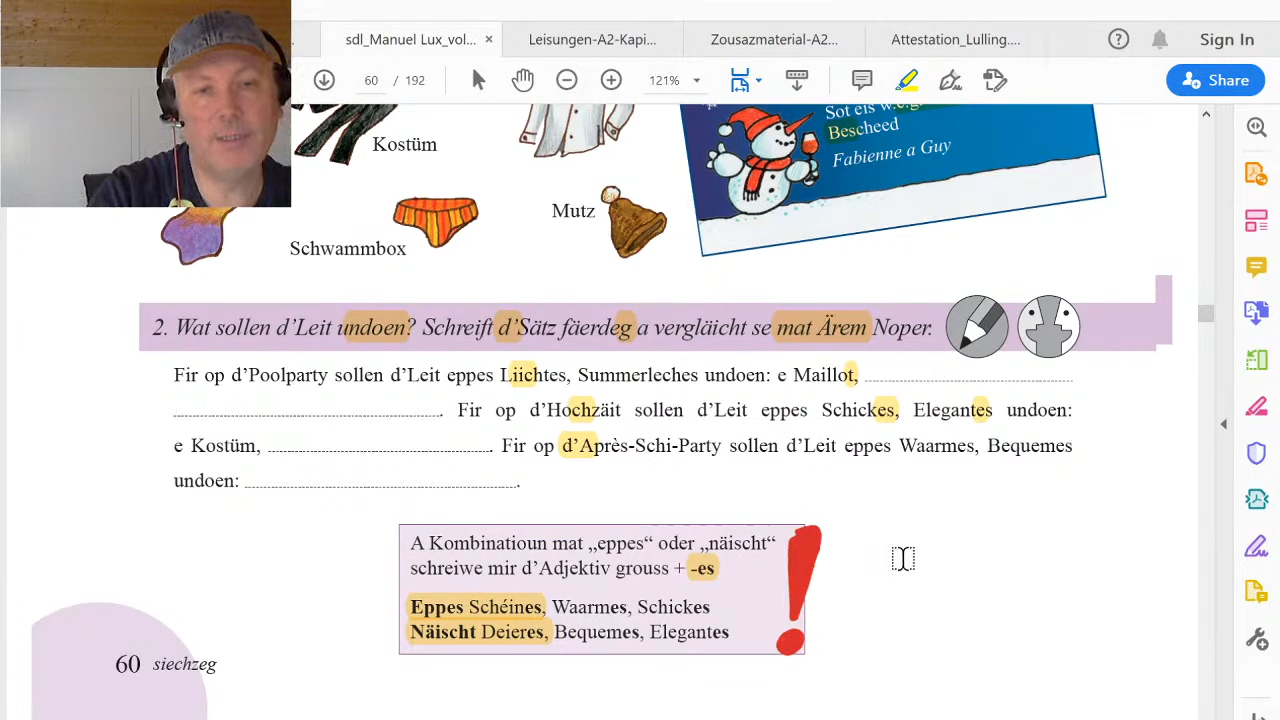 sdl_Manuel Lux_vol...
Leisungen-A2-Kapi...
Zousazmaterial-A2...
Attestation_Lulling....
Sign In
60 / 192
121%
Share
Kostüm
Sot eis w.e.g.
Bescheed
Fabienne a Guy
Mutz
Schwammbox
2. Wat sollen d'Leit undoen? Schreift d'Sätz fäerdeg a vergläicht se mat Ärem Noper.
Fir op d'Poolparty sollen d'Leit eppes Liichtes, Summerleches undoen: e Maillot,
. Fir op d'Hochzäit sollen d'Leit eppes Schickes, Elegantes undoen:
e Kostüm, . Fir op d'Après-Schi-Party sollen d'Leit eppes Waarmes, Bequemes
undoen: .
A Kombinatioun mat „eppes“ oder „näischt“
schreiwe mir d'Adjektiv grouss + -es
Eppes Schéines, Waarmes, Schickes
Näischt Deieres, Bequemes, Elegantes
!
60 siechzeg